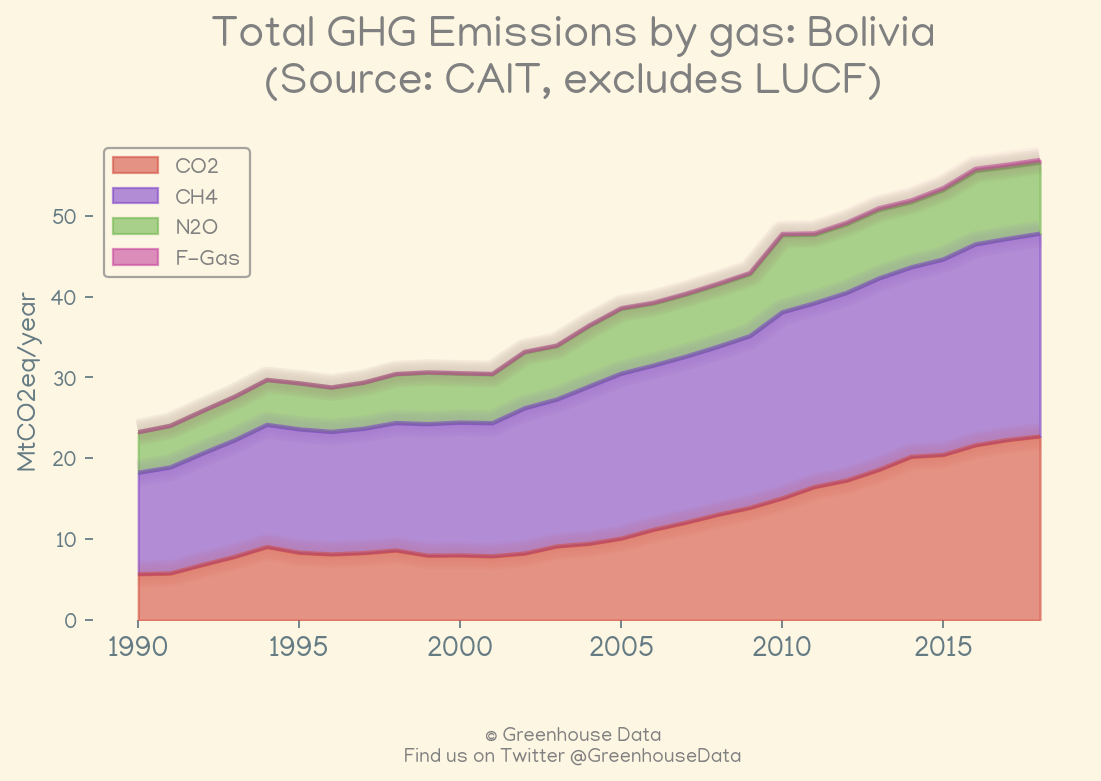 Total GHG Emissions by gas: Bolivia
(Source: CAIT, excludes LUCF)
CO2
CH4
N2O
F-Gas
MtCO2eq/year
50
40
30
20
10
0
1990 1995 2000 2005 2010 2015
© Greenhouse Data
Find us on Twitter @GreenhouseData